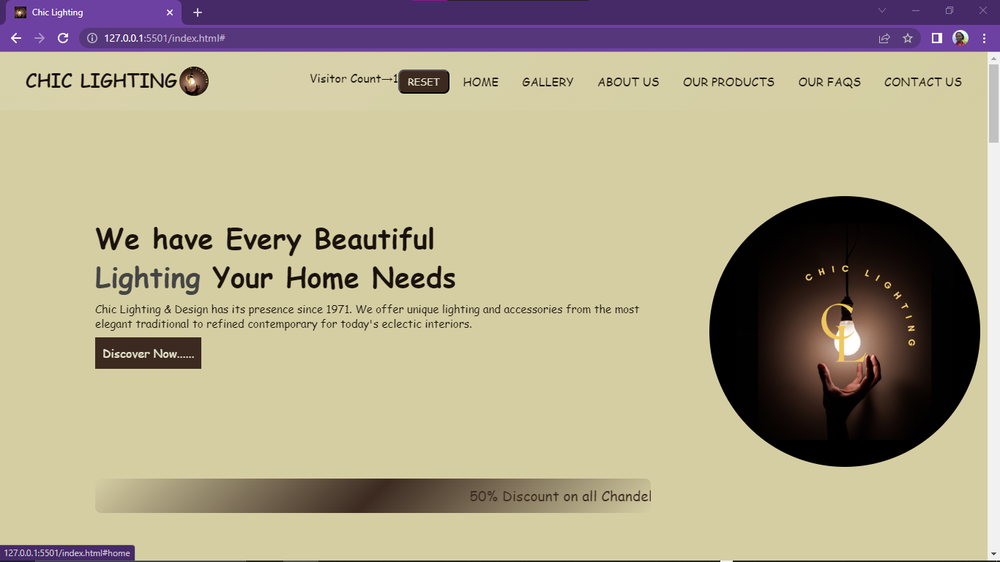 Chic Lighting
127.0.0.1:5501/index.html#
CHIC LIGHTING
Visitor Count→1
RESET
HOME
GALLERY
ABOUT US
OUR PRODUCTS
OUR FAQS
CONTACT US
We have Every Beautiful
Lighting Your Home Needs
Chic Lighting & Design has its presence since 1971. We offer unique lighting and accessories from the most
elegant traditional to refined contemporary for today's eclectic interiors.
Discover Now......
CHIC LIGHTING
CL
50% Discount on all Chandel
127.0.0.1:5501/index.html#home